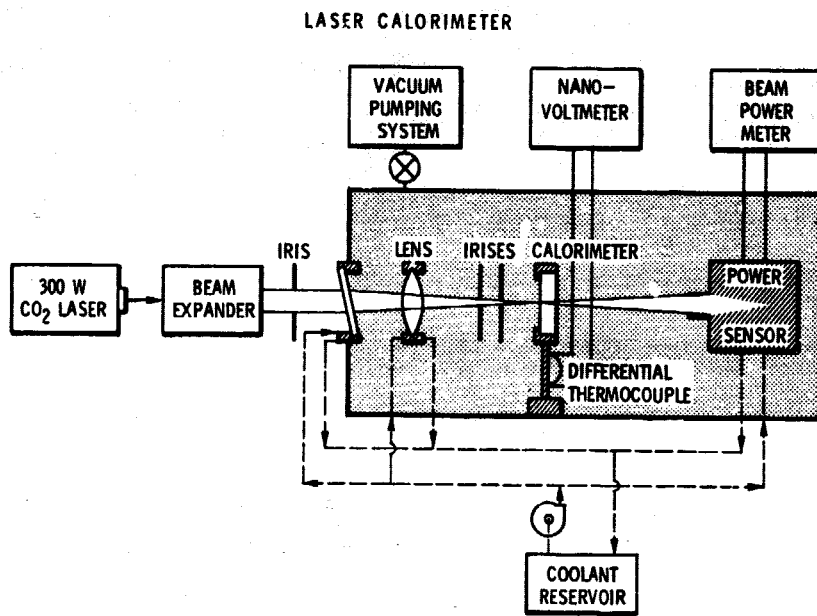 LASER CALORIMETER
VACUUM
PUMPING
SYSTEM
NANO-
VOLTMETER
BEAM
POWER
METER
IRIS
LENS
IRISES
CALORIMETER
300 W
CO₂ LASER
BEAM
EXPANDER
POWER
SENSOR
DIFFERENTIAL
THERMOCOUPLE
COOLANT
RESERVOIR